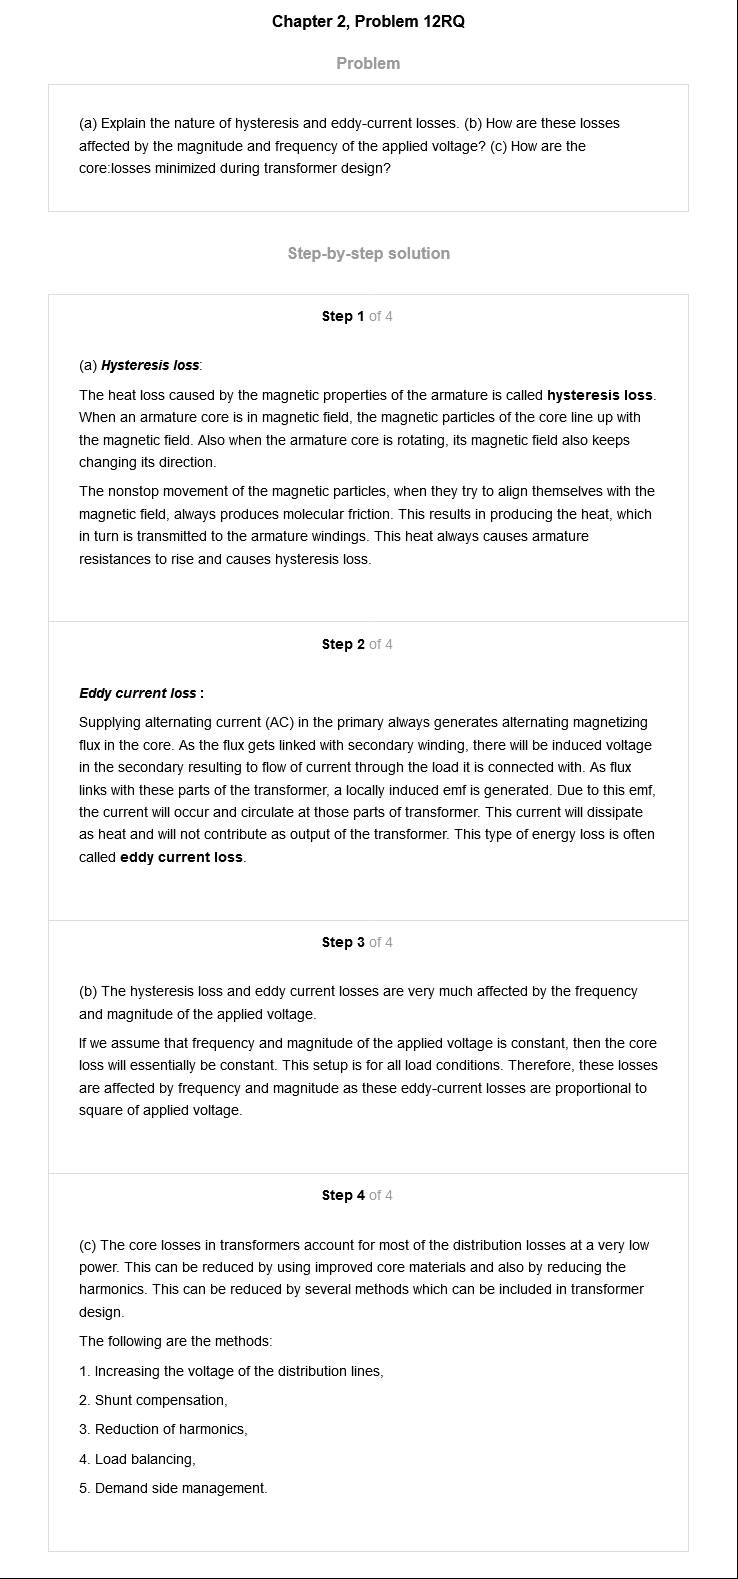 Chapter 2, Problem 12RQ
Problem
(a) Explain the nature of hysteresis and eddy-current losses. (b) How are these losses
affected by the magnitude and frequency of the applied voltage? (c) How are the
core:losses minimized during transformer design?
Step-by-step solution
Step 1 of 4
(a) Hysteresis loss:
The heat loss caused by the magnetic properties of the armature is called hysteresis loss.
When an armature core is in magnetic field, the magnetic particles of the core line up with
the magnetic field. Also when the armature core is rotating, its magnetic field also keeps
changing its direction.
The nonstop movement of the magnetic particles, when they try to align themselves with the
magnetic field, always produces molecular friction. This results in producing the heat, which
in turn is transmitted to the armature windings. This heat always causes armature
resistances to rise and causes hysteresis loss.
Step 2 of 4
Eddy current loss :
Supplying alternating current (AC) in the primary always generates alternating magnetizing
flux in the core. As the flux gets linked with secondary winding, there will be induced voltage
in the secondary resulting to flow of current through the load it is connected with. As flux
links with these parts of the transformer, a locally induced emf is generated. Due to this emf,
the current will occur and circulate at those parts of transformer. This current will dissipate
as heat and will not contribute as output of the transformer. This type of energy loss is often
called eddy current loss.
Step 3 of 4
(b) The hysteresis loss and eddy current losses are very much affected by the frequency
and magnitude of the applied voltage.
If we assume that frequency and magnitude of the applied voltage is constant, then the core
loss will essentially be constant. This setup is for all load conditions. Therefore, these losses
are affected by frequency and magnitude as these eddy-current losses are proportional to
square of applied voltage.
Step 4 of 4
(c) The core losses in transformers account for most of the distribution losses at a very low
power. This can be reduced by using improved core materials and also by reducing the
harmonics. This can be reduced by several methods which can be included in transformer
design.
The following are the methods:
1. Increasing the voltage of the distribution lines,
2. Shunt compensation,
3. Reduction of harmonics,
4. Load balancing,
5. Demand side management.